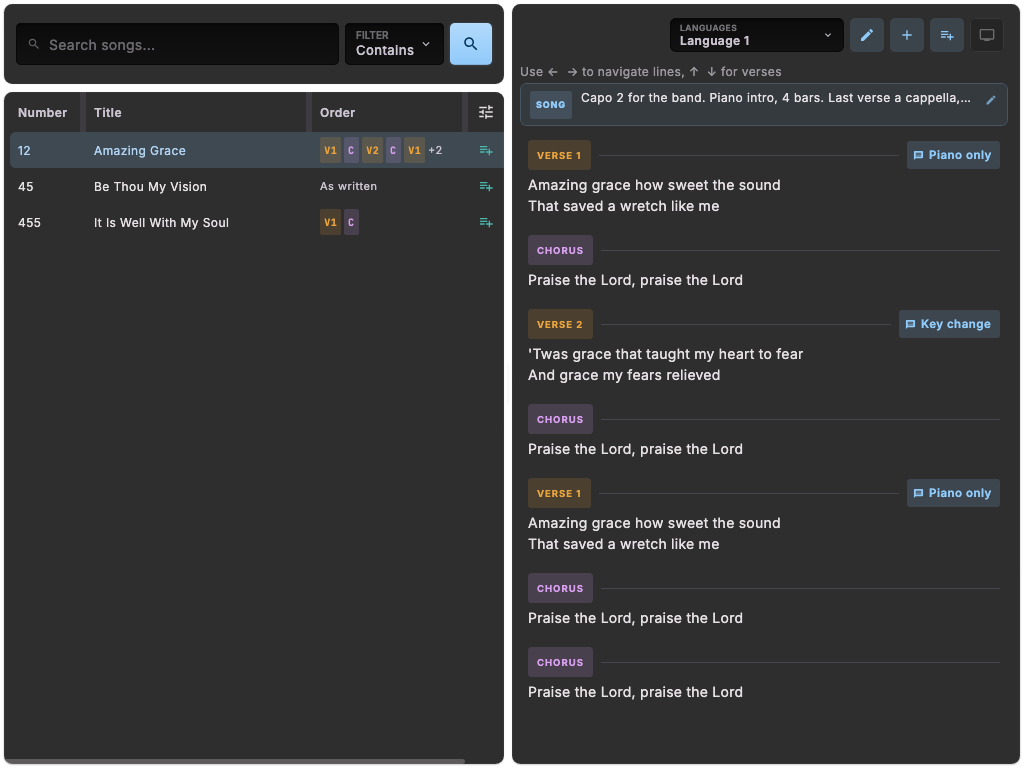 Search songs...
FILTER
Contains
Number Title Order
12 Amazing Grace V1 C V2 C V1 +2
45 Be Thou My Vision As written
455 It Is Well With My Soul V1 C
LANGUAGES
Language 1
Use ← → to navigate lines, ↑ ↓ for verses
SONG Capo 2 for the band. Piano intro, 4 bars. Last verse a cappella,...
VERSE 1 Piano only
Amazing grace how sweet the sound
That saved a wretch like me
CHORUS
Praise the Lord, praise the Lord
VERSE 2 Key change
'Twas grace that taught my heart to fear
And grace my fears relieved
CHORUS
Praise the Lord, praise the Lord
VERSE 1 Piano only
Amazing grace how sweet the sound
That saved a wretch like me
CHORUS
Praise the Lord, praise the Lord
CHORUS
Praise the Lord, praise the Lord